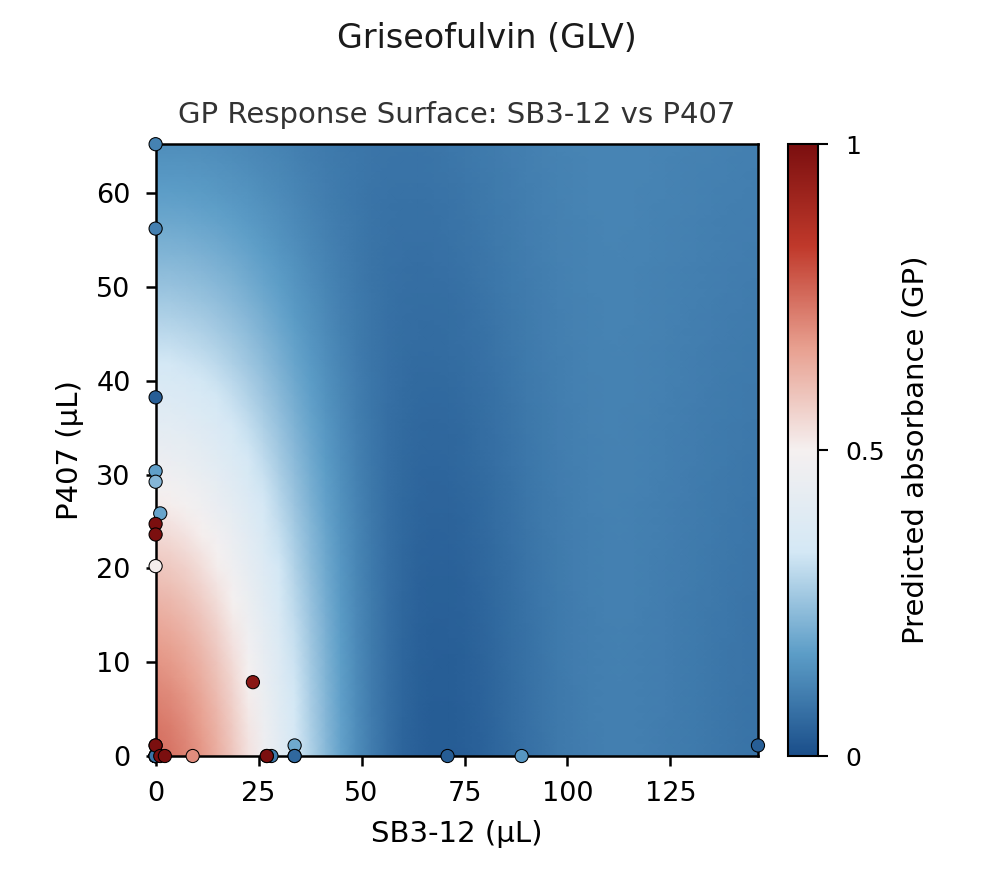 Griseofulvin (GLV)
GP Response Surface: SB3-12 vs P407
P407 (µL)
60
50
40
30
20
10
0
0 25 50 75 100 125
SB3-12 (µL)
1
0.5
0
Predicted absorbance (GP)